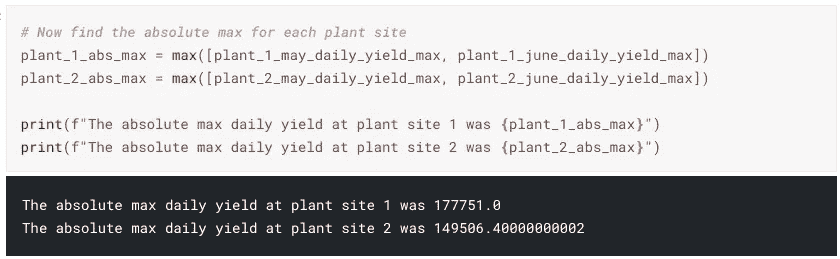 # Now find the absolute max for each plant site
plant_1_abs_max = max([plant_1_may_daily_yield_max, plant_1_june_daily_yield_max])
plant_2_abs_max = max([plant_2_may_daily_yield_max, plant_2_june_daily_yield_max])
print(f"The absolute max daily yield at plant site 1 was {plant_1_abs_max}")
print(f"The absolute max daily yield at plant site 2 was {plant_2_abs_max}")
The absolute max daily yield at plant site 1 was 177751.0
The absolute max daily yield at plant site 2 was 149506.40000000002